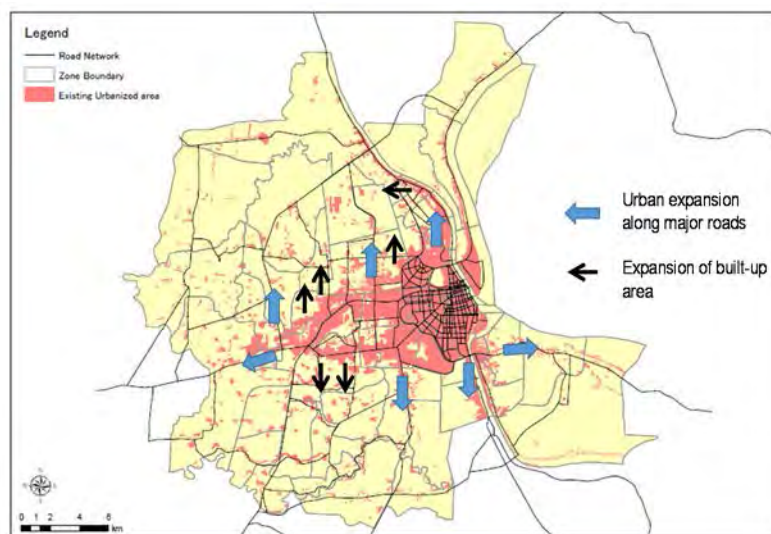 Legend
Road Network
Zone Boundary
Existing Urbanized area
Urban expansion
along major roads
Expansion of built-up
area
0 1 2 4 6
km